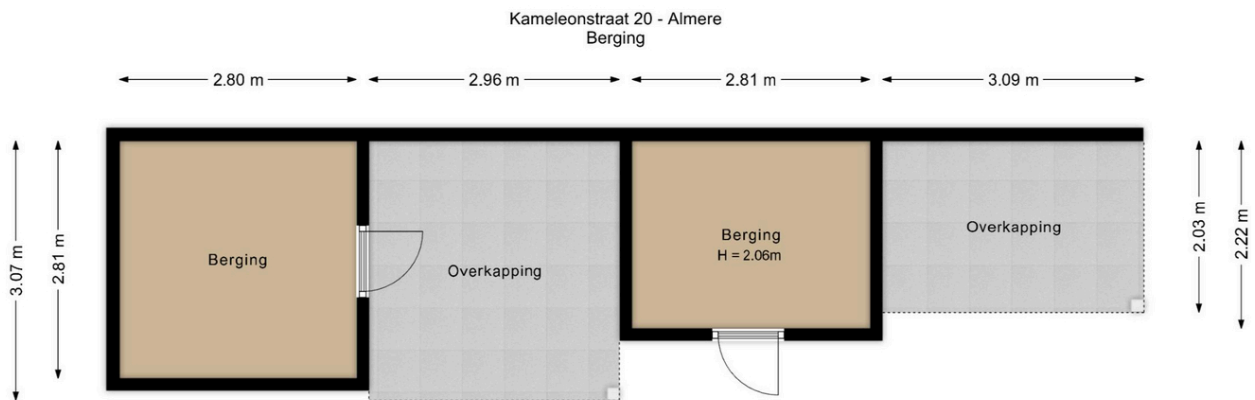 Kameleonstraat 20 - Almere
Berging
2.80 m
2.96 m
2.81 m
3.09 m
3.07 m
2.81 m
Berging
Overkapping
Berging
H = 2.06m
Overkapping
2.03 m
2.22 m